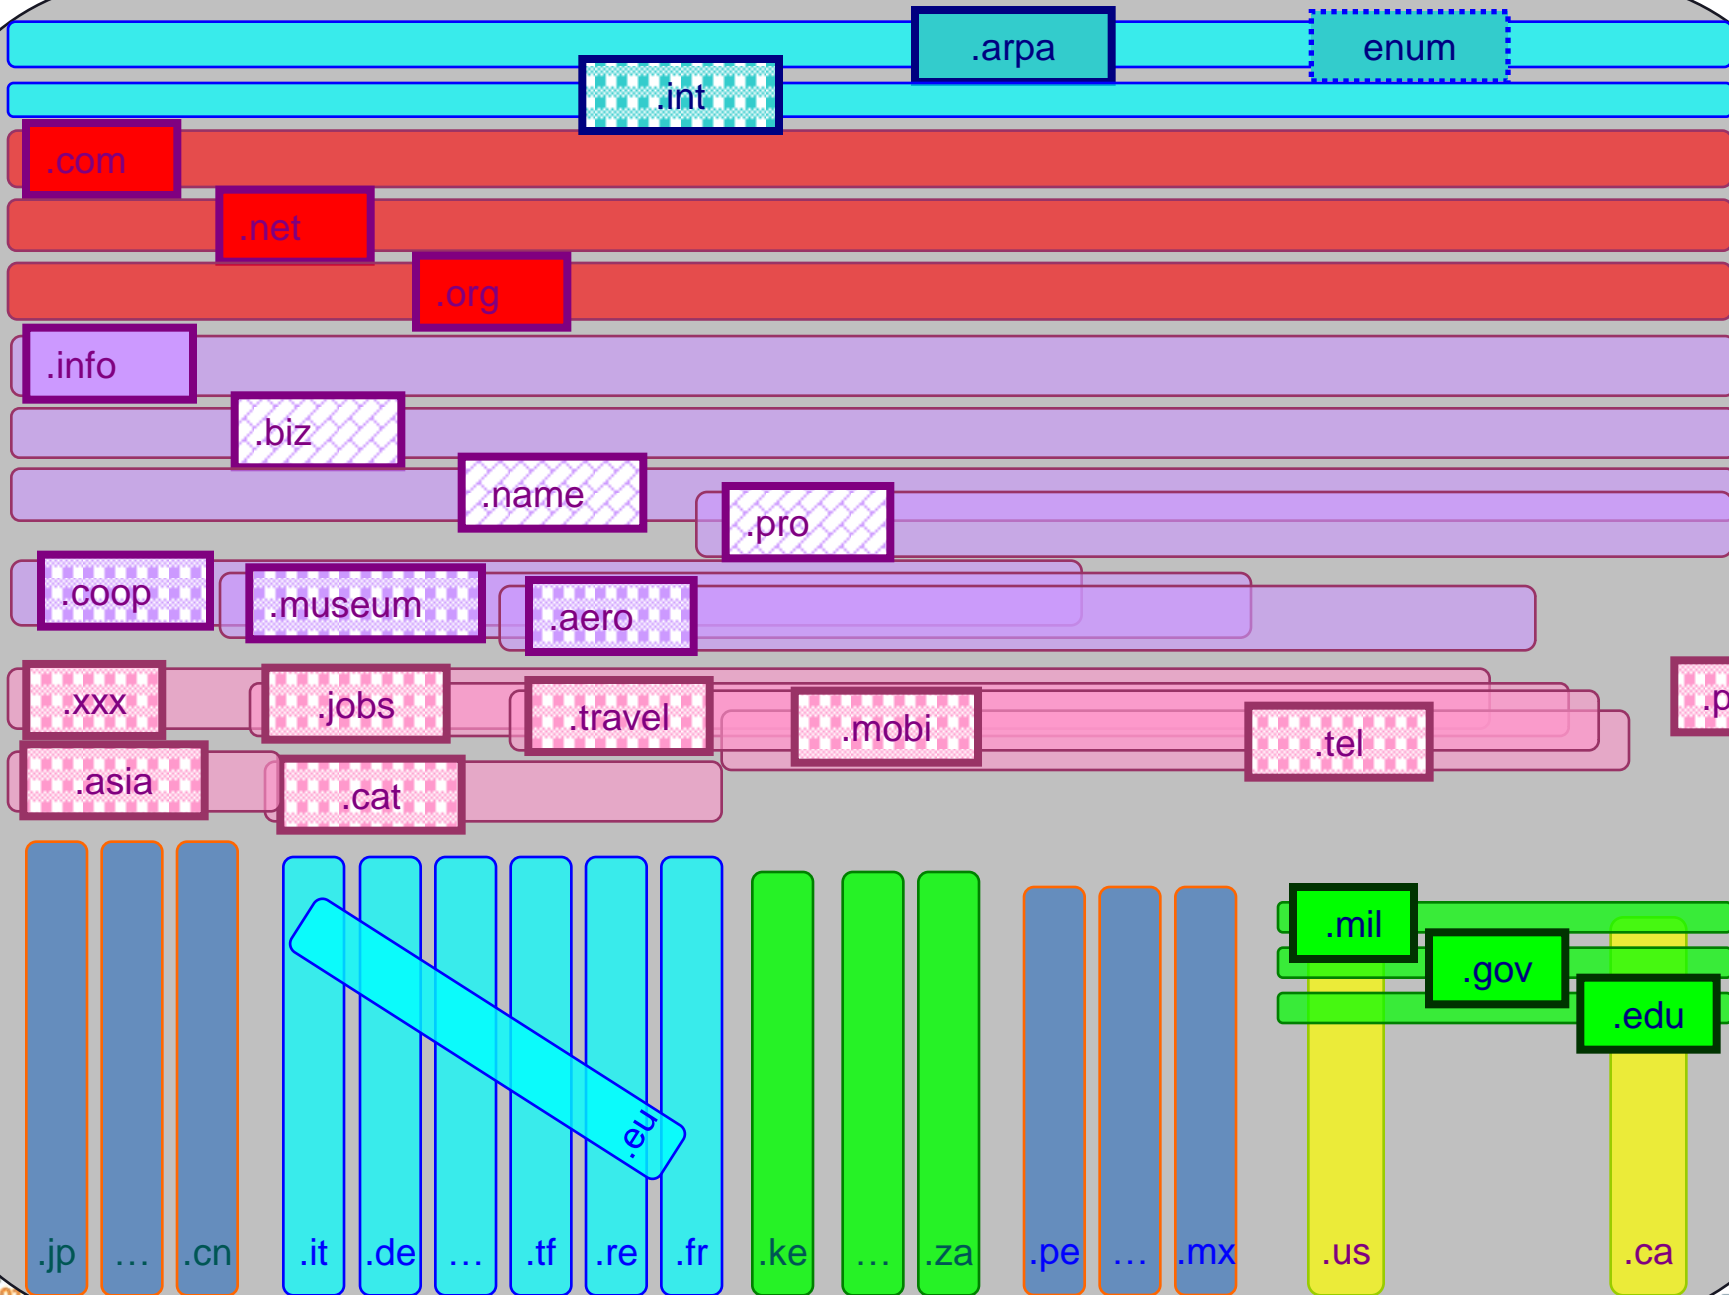 .arpa
enum
.int
.com
.net
.org
.info
.biz
.name
.pro
.coop
.museum
.aero
.xxx
.jobs
.travel
.mobi
.tel
.p
.asia
.cat
.mil
.gov
.edu
.eu
.jp
…
.cn
.it
.de
…
.tf
.re
.fr
.ke
…
.za
.pe
…
.mx
.us
.ca